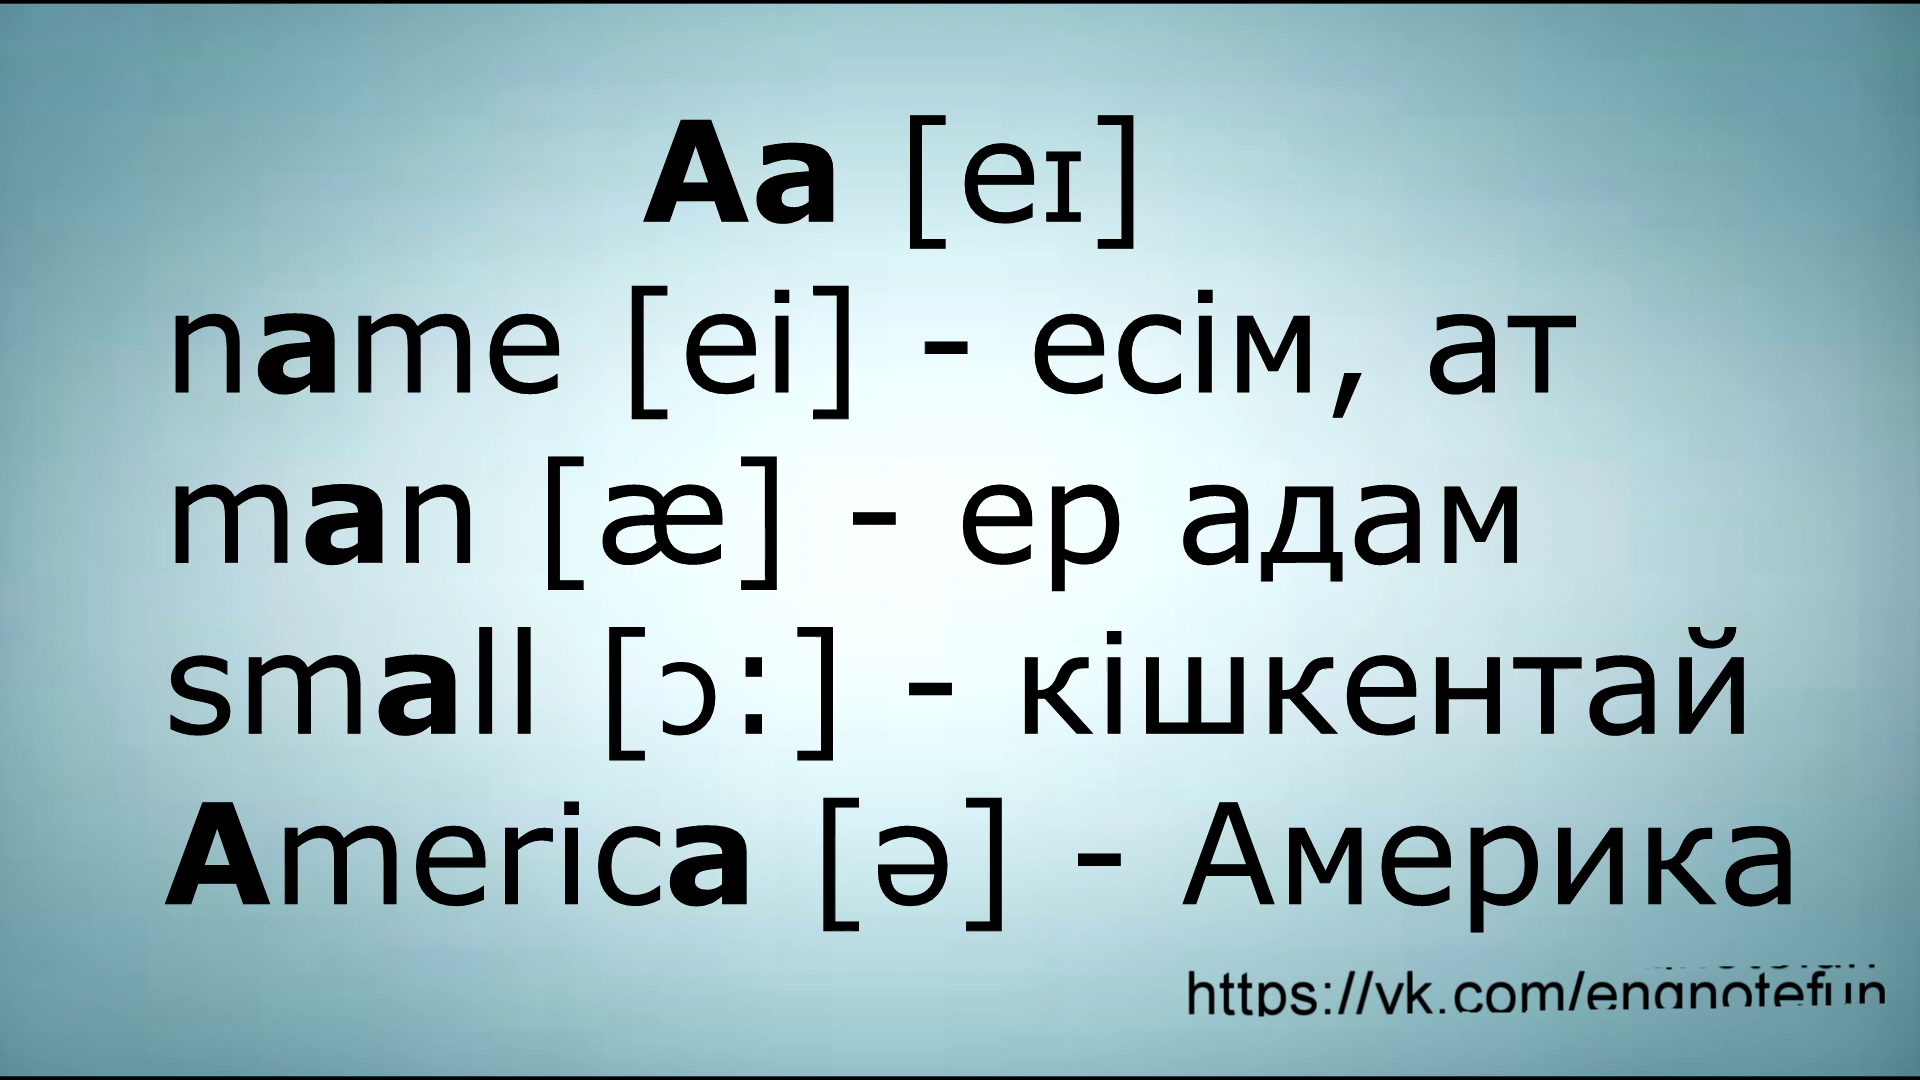 Aa [eɪ]
name [ei] - есім, ат
man [æ] - ер адам
small [ɔ:] - кішкентай
America [ə] - Америка
https://vk.com/engnotefun